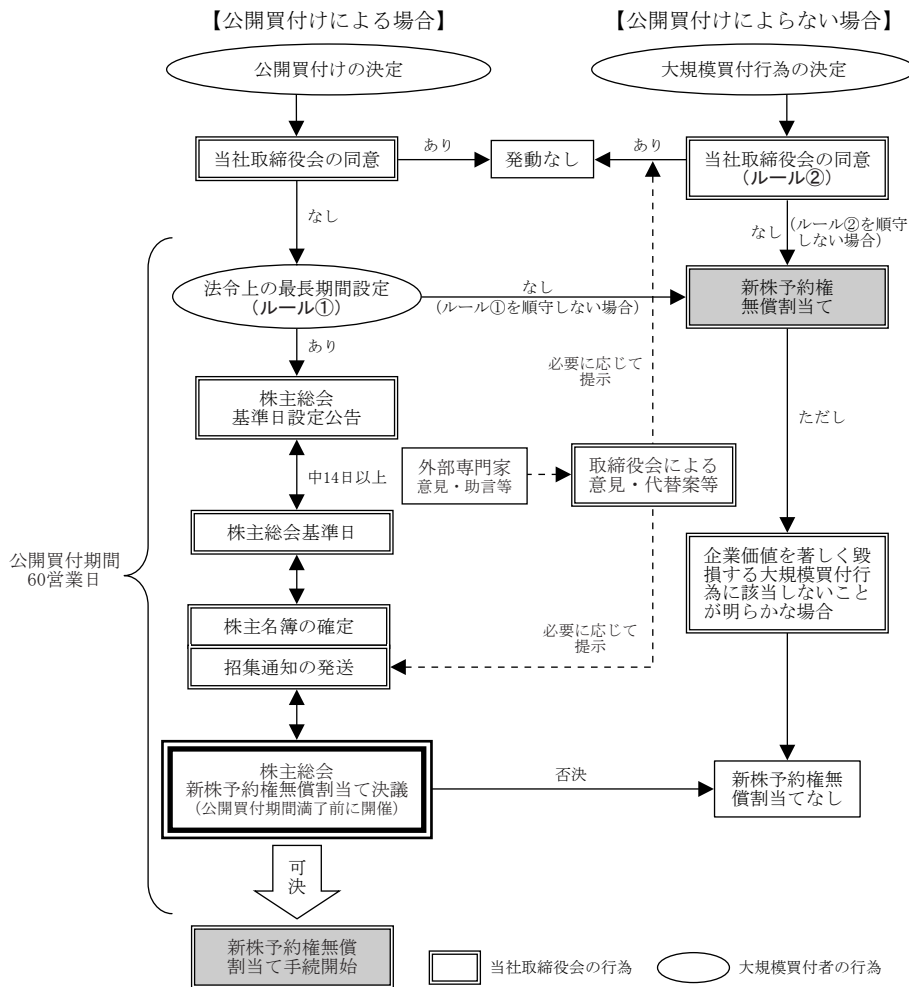 【公開買付けによる場合】
【公開買付けによらない場合】
公開買付けの決定
大規模買付行為の決定
当社取締役会の同意
あり
発動なし
あり
当社取締役会の同意
(ルール②)
なし
なし
(ルール②を順守
しない場合)
法令上の最長期間設定
(ルール①)
なし
(ルール①を順守しない場合)
新株予約権
無償割当て
あり
必要に応じて
提示
株主総会
基準日設定公告
ただし
中14日以上
外部専門家
意見・助言等
取締役会による
意見・代替案等
株主総会基準日
企業価値を著しく毀
損する大規模買付行
為に該当しないこと
が明らかな場合
公開買付期間
60営業日
株主名簿の確定
必要に応じて
提示
招集通知の発送
株主総会
新株予約権無償割当て決議
(公開買付期間満了前に開催)
否決
新株予約権無
償割当てなし
可
決
新株予約権無償
割当て手続開始
当社取締役会の行為
大規模買付者の行為